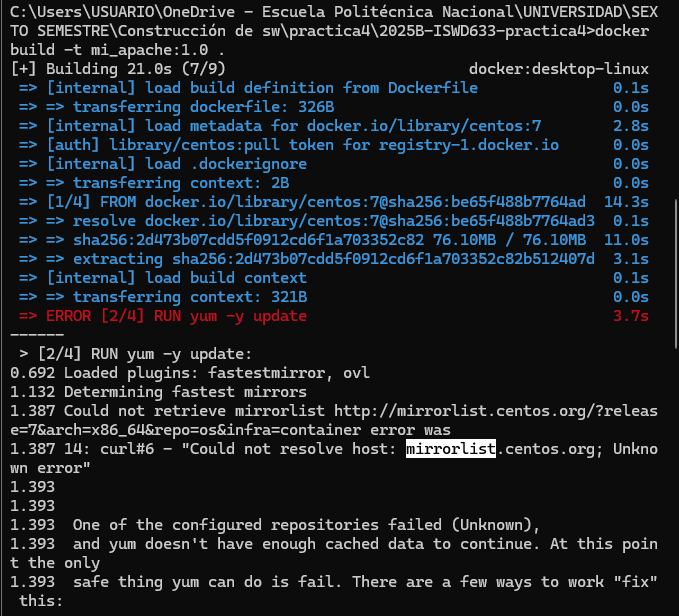 C:\Users\USUARIO\OneDrive - Escuela Politécnica Nacional\UNIVERSIDAD\SEX
TO SEMESTRE\Construcción de sw\practica4\2025B-ISWD633-practica4>docker
build -t mi_apache:1.0 .
[+] Building 21.0s (7/9) docker:desktop-linux
=> [internal] load build definition from Dockerfile 0.1s
=> => transferring dockerfile: 326B 0.0s
=> [internal] load metadata for docker.io/library/centos:7 2.8s
=> [auth] library/centos:pull token for registry-1.docker.io 0.0s
=> [internal] load .dockerignore 0.0s
=> => transferring context: 2B 0.0s
=> [1/4] FROM docker.io/library/centos:7@sha256:be65f488b7764ad 14.3s
=> => resolve docker.io/library/centos:7@sha256:be65f488b7764ad3 0.1s
=> => sha256:2d473b07cdd5f0912cd6f1a703352c82 76.10MB / 76.10MB 11.0s
=> => extracting sha256:2d473b07cdd5f0912cd6f1a703352c82b512407d 3.1s
=> [internal] load build context 0.1s
=> => transferring context: 321B 0.0s
=> ERROR [2/4] RUN yum -y update 3.7s
------
> [2/4] RUN yum -y update:
0.692 Loaded plugins: fastestmirror, ovl
1.132 Determining fastest mirrors
1.387 Could not retrieve mirrorlist http://mirrorlist.centos.org/?releas
e=7&arch=x86_64&repo=os&infra=container error was
1.387 14: curl#6 - "Could not resolve host: mirrorlist.centos.org; Unkno
wn error"
1.393
1.393
1.393  One of the configured repositories failed (Unknown),
1.393  and yum doesn't have enough cached data to continue. At this poin
t the only
1.393  safe thing yum can do is fail. There are a few ways to work "fix"
this: